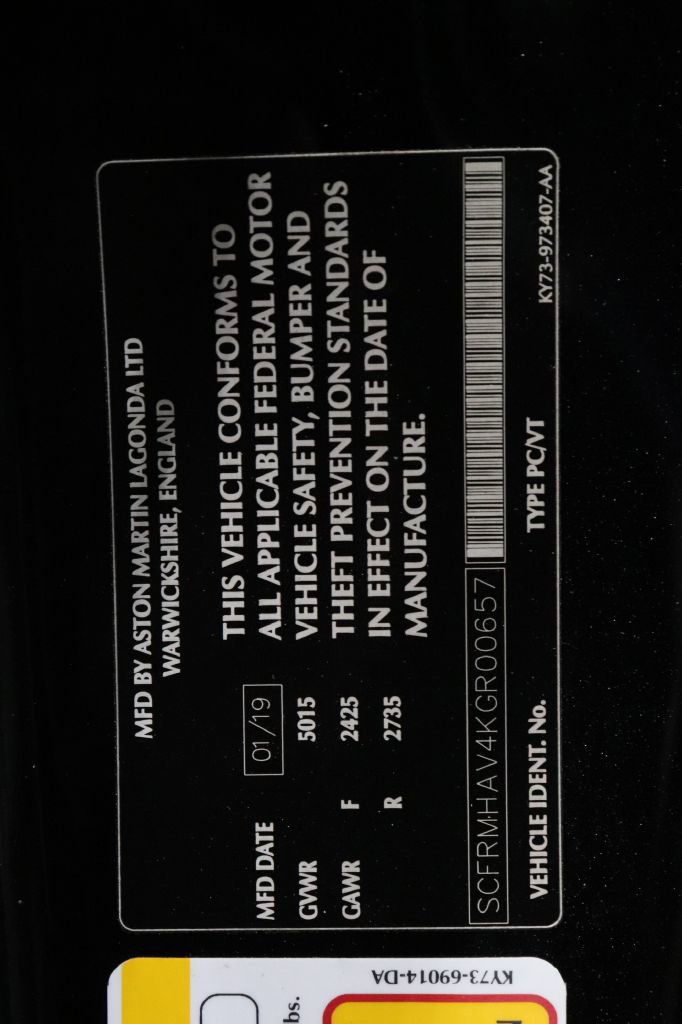 MFD BY ASTON MARTIN LAGONDA LTD
WARWICKSHIRE, ENGLAND
MFD DATE 01/19
GVWR 5015
GAWR F 2425
R 2735
THIS VEHICLE CONFORMS TO
ALL APPLICABLE FEDERAL MOTOR
VEHICLE SAFETY, BUMPER AND
THEFT PREVENTION STANDARDS
IN EFFECT ON THE DATE OF
MANUFACTURE.
SCFRMHAV4KGR00657
VEHICLE IDENT. No. TYPE PC/VT KY73-973407-AA
KY73-69014-DA
lbs.